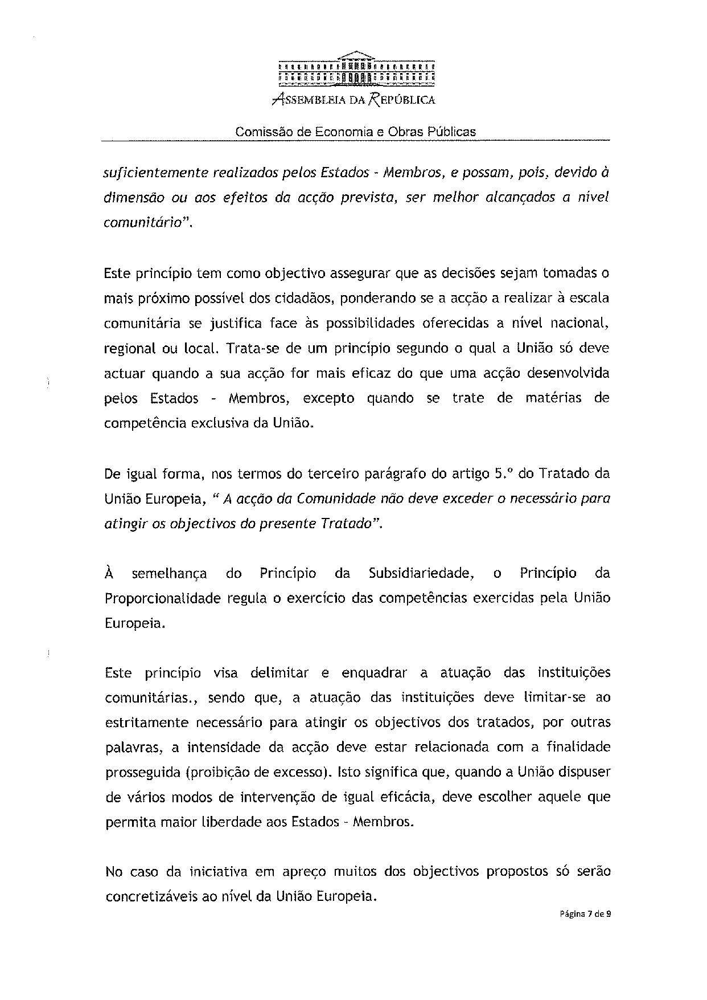 ASSEMBLEIA DA REPÚBLICA
Comissão de Economia e Obras Públicas
suficientemente realizados pelos Estados - Membros, e possam, pois, devido à
dimensão ou aos efeitos da acção prevista, ser melhor alcançados a nível
comunitário”.
Este princípio tem como objectivo assegurar que as decisões sejam tomadas o
mais próximo possível dos cidadãos, ponderando se a acção a realizar à escala
comunitária se justifica face às possibilidades oferecidas a nível nacional,
regional ou local. Trata-se de um princípio segundo o qual a União só deve
actuar quando a sua acção for mais eficaz do que uma acção desenvolvida
pelos Estados - Membros, excepto quando se trate de matérias de
competência exclusiva da União.
De igual forma, nos termos do terceiro parágrafo do artigo 5.º do Tratado da
União Europeia, “ A acção da Comunidade não deve exceder o necessário para
atingir os objectivos do presente Tratado”.
À semelhança do Princípio da Subsidiariedade, o Princípio da
Proporcionalidade regula o exercício das competências exercidas pela União
Europeia.
Este princípio visa delimitar e enquadrar a atuação das instituições
comunitárias., sendo que, a atuação das instituições deve limitar-se ao
estritamente necessário para atingir os objectivos dos tratados, por outras
palavras, a intensidade da acção deve estar relacionada com a finalidade
prosseguida (proibição de excesso). Isto significa que, quando a União dispuser
de vários modos de intervenção de igual eficácia, deve escolher aquele que
permita maior liberdade aos Estados - Membros.
No caso da iniciativa em apreço muitos dos objectivos propostos só serão
concretizáveis ao nível da União Europeia.
Página 7 de 9